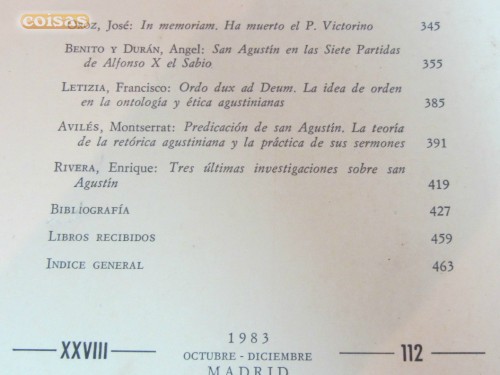 coisas
José: In memoriam. Ha muerto el P. Victorino 345
BENITO Y DURÁN, Angel: San Agustín en las Siete Partidas
de Alfonso X el Sabio 355
LETIZIA, Francisco: Ordo dux ad Deum. La idea de orden
en la ontología y ética agustinianas 385
AVILÉS, Montserrat: Predicación de san Agustín. La teoría
de la retórica agustiniana y la práctica de sus sermones 391
RIVERA, Enrique: Tres últimas investigaciones sobre san
Agustín 419
BIBLIOGRAFÍA 427
LIBROS RECIBIDOS 459
INDICE GENERAL 463
1983
XXVIII OCTUBRE - DICIEMBRE 112
MADRID